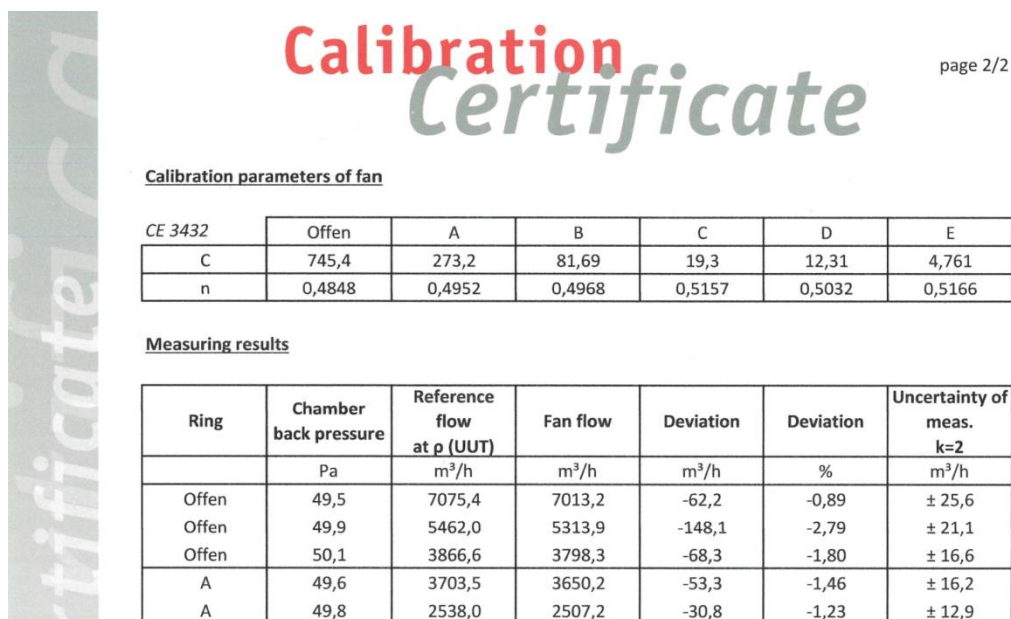 Calibration
Certificate
page 2/2
Calibration parameters of fan
CE 3432 Offen A B C D E
C 745,4 273,2 81,69 19,3 12,31 4,761
n 0,4848 0,4952 0,4968 0,5157 0,5032 0,5166
Measuring results
Ring Chamber back pressure Reference flow at ρ (UUT) Fan flow Deviation Deviation Uncertainty of meas. k=2
Pa m³/h m³/h m³/h % m³/h
Offen 49,5 7075,4 7013,2 -62,2 -0,89 ± 25,6
Offen 49,9 5462,0 5313,9 -148,1 -2,79 ± 21,1
Offen 50,1 3866,6 3798,3 -68,3 -1,80 ± 16,6
A 49,6 3703,5 3650,2 -53,3 -1,46 ± 16,2
A 49,8 2538,0 2507,2 -30,8 -1,23 ± 12,9